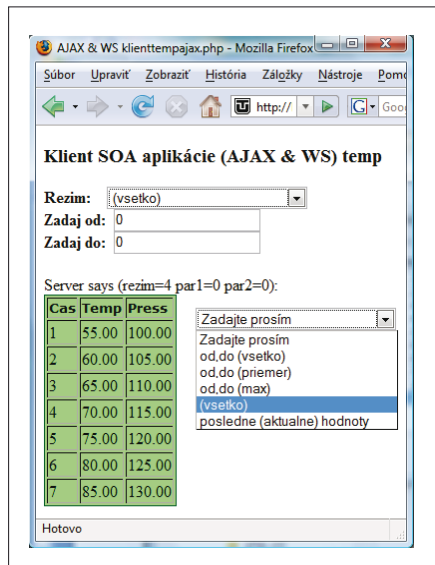 AJAX & WS klienttempajax.php - Mozilla Firefox
Súbor Upraviť Zobraziť História Záložky Nástroje Pomo
http:// G Goo
Klient SOA aplikácie (AJAX & WS) temp
Rezim: (vsetko)
Zadaj od: 0
Zadaj do: 0
Server says (rezim=4 par1=0 par2=0):
Cas Temp Press
1 55.00 100.00
2 60.00 105.00
3 65.00 110.00
4 70.00 115.00
5 75.00 120.00
6 80.00 125.00
7 85.00 130.00
Zadajte prosím
Zadajte prosím
od,do (vsetko)
od,do (priemer)
od,do (max)
(vsetko)
posledne (aktualne) hodnoty
Hotovo